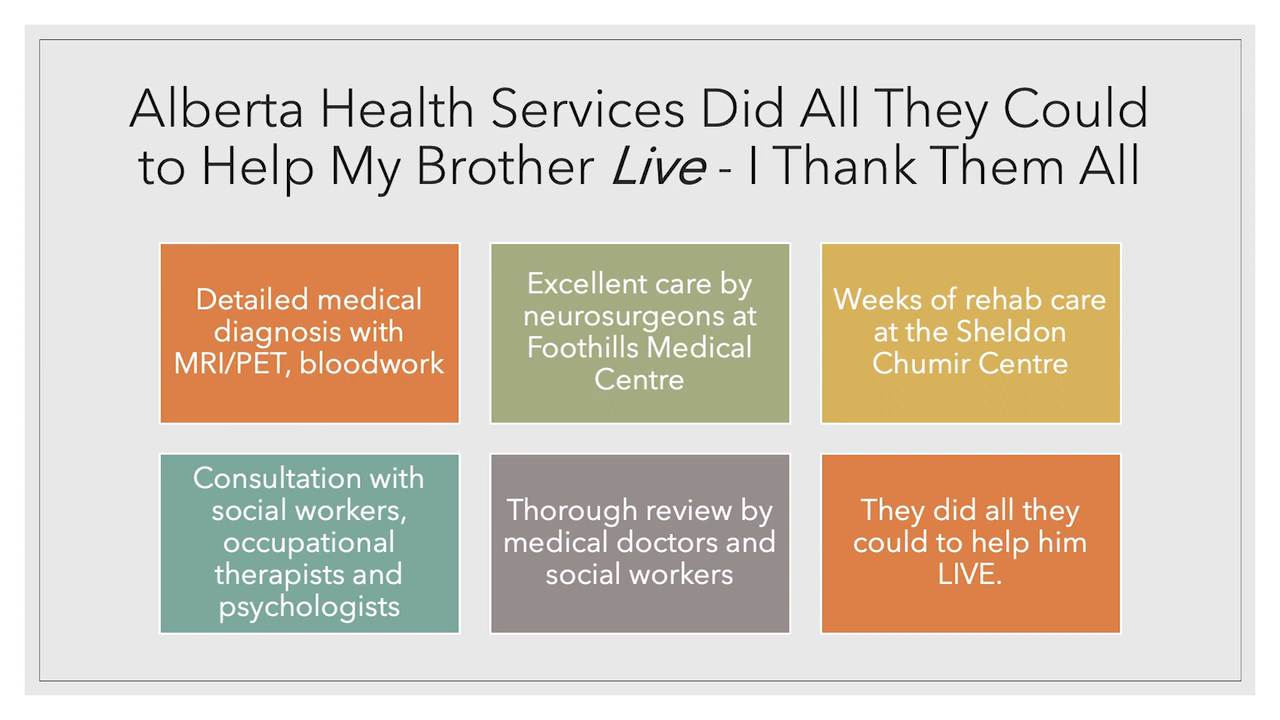 Alberta Health Services Did All They Could
to Help My Brother Live - I Thank Them All
Detailed medical
diagnosis with
MRI/PET, bloodwork
Excellent care by
neurosurgeons at
Foothills Medical
Centre
Weeks of rehab care
at the Sheldon
Chumir Centre
Consultation with
social workers,
occupational
therapists and
psychologists
Thorough review by
medical doctors and
social workers
They did all they
could to help him
LIVE.